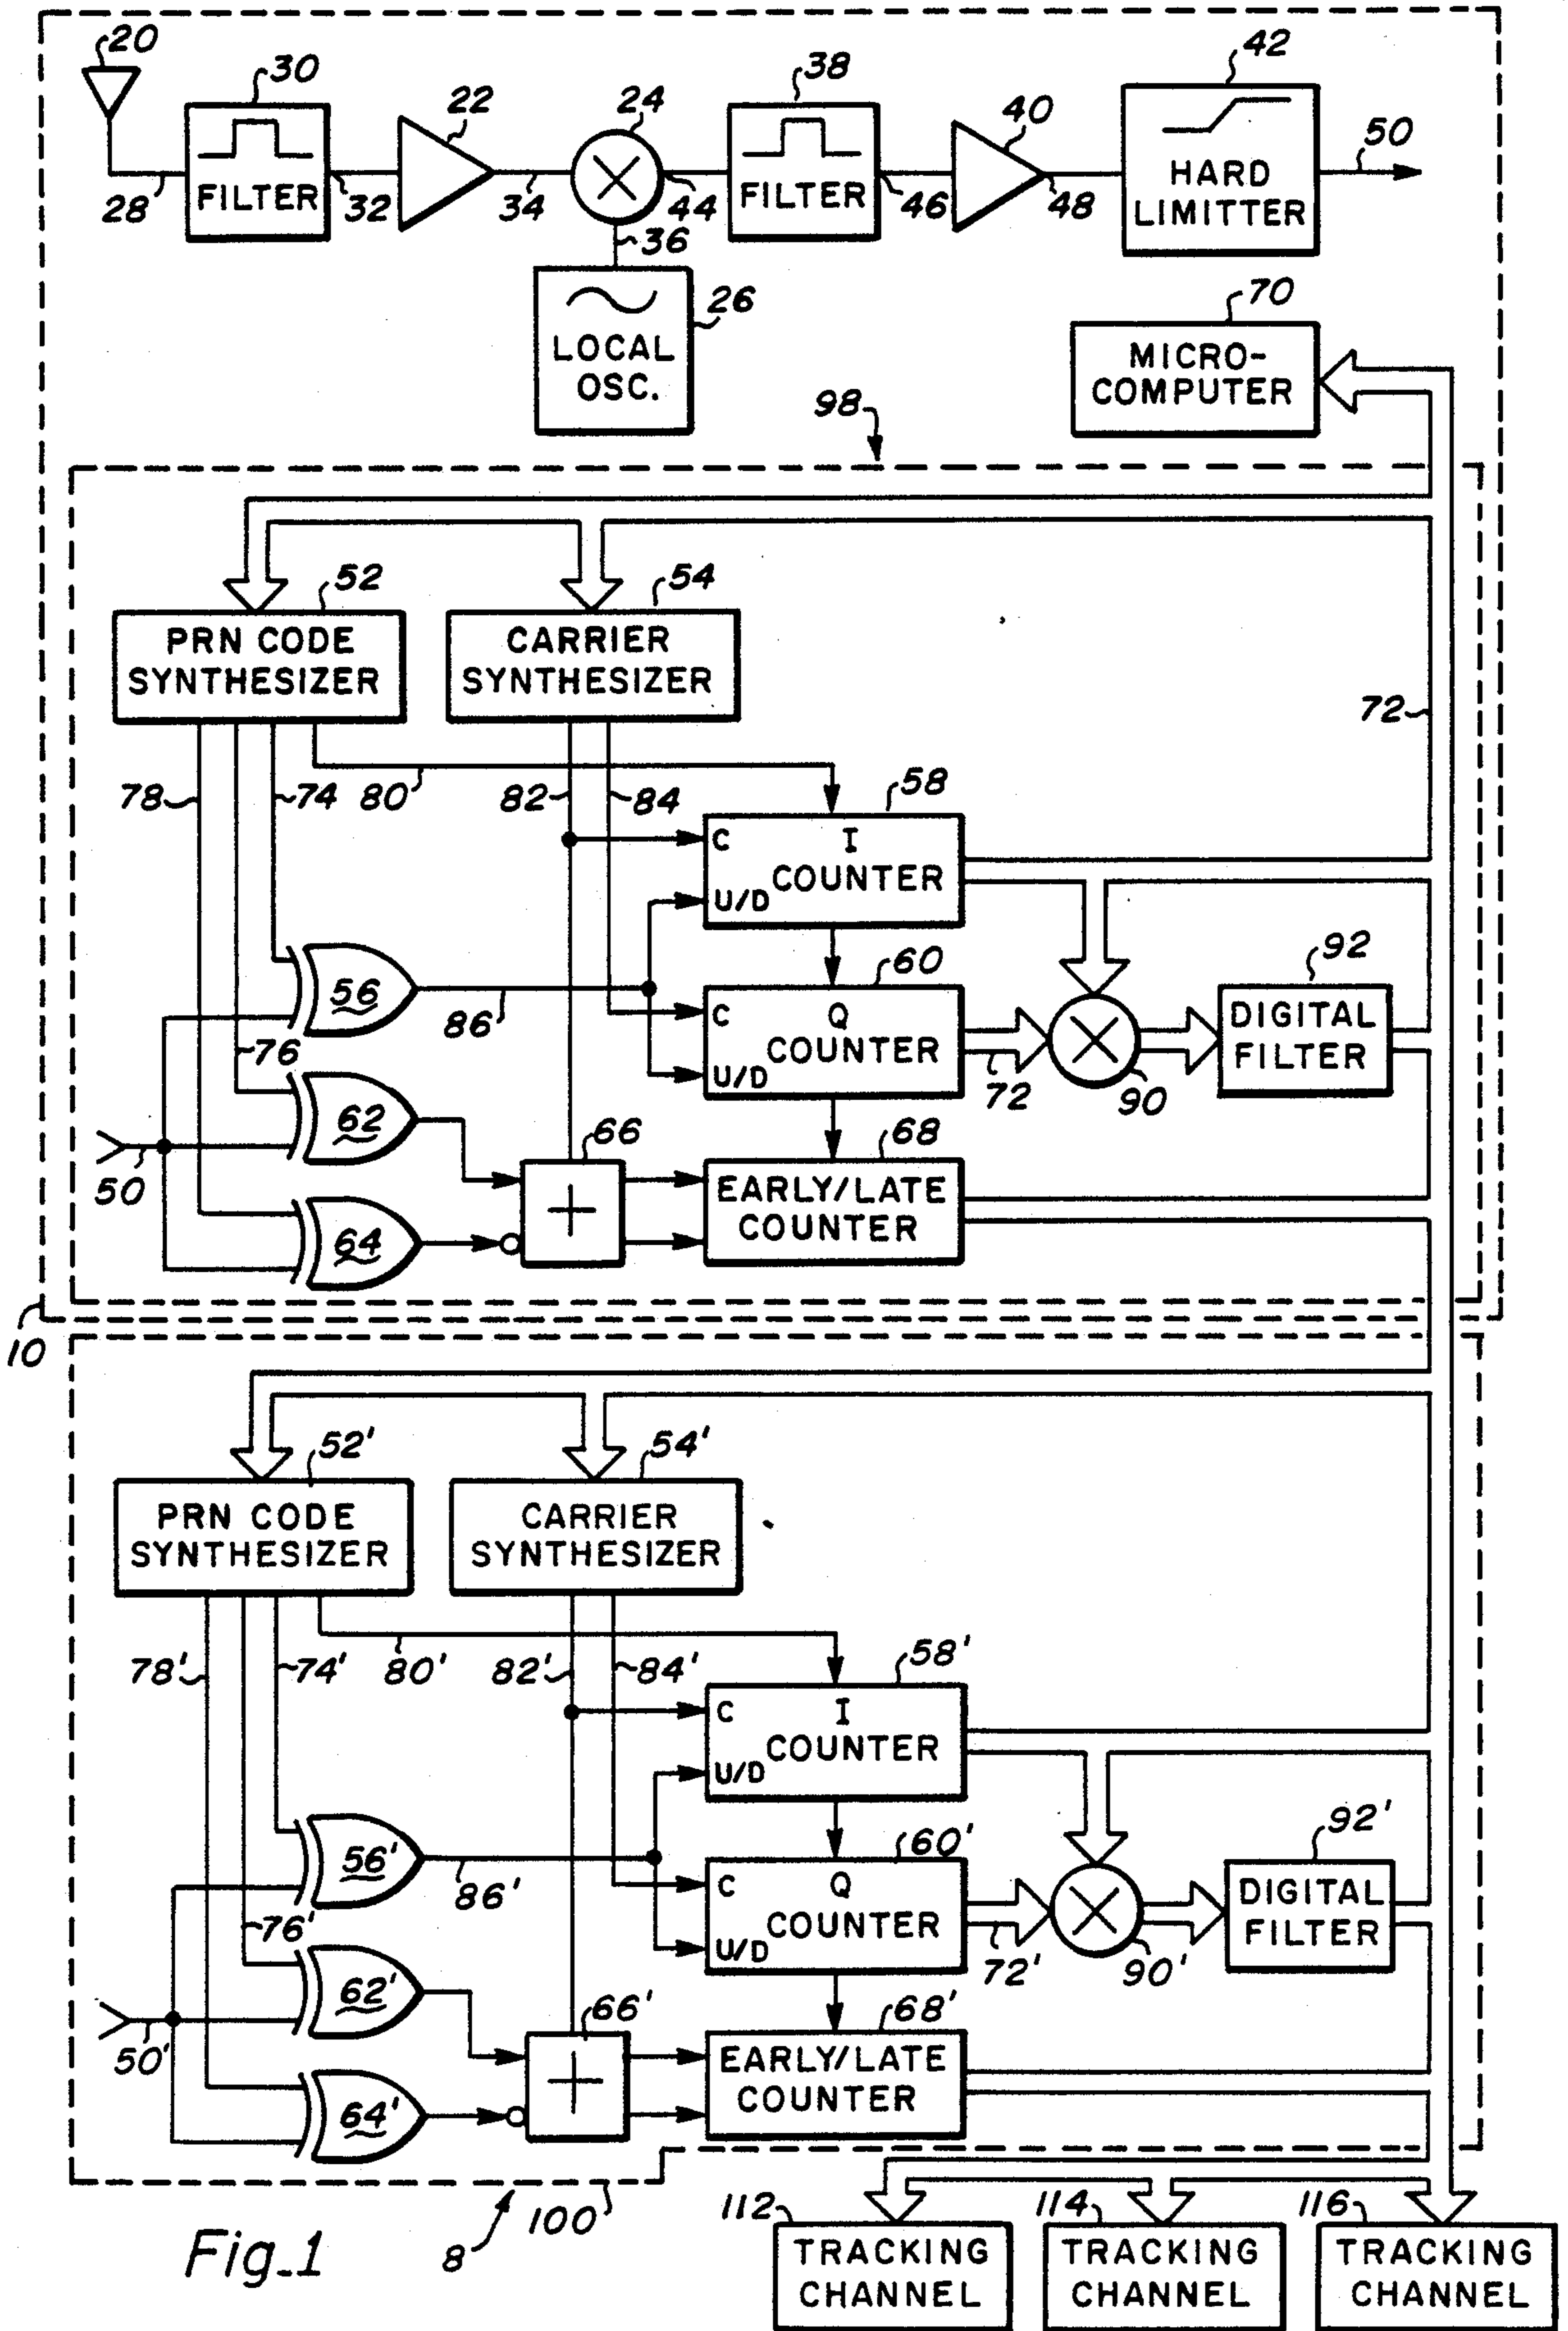 20
30
22
24
38
40
42
50
FILTER
FILTER
HARD
LIMITTER
28
32
34
44
46
48
36
26
LOCAL
OSC.
70
MICRO-
COMPUTER
98
52
54
PRN CODE
SYNTHESIZER
CARRIER
SYNTHESIZER
72
78
74
80
82
84
58
C
I
COUNTER
U/D
56
86
60
92
C
Q
COUNTER
U/D
72
90
DIGITAL
FILTER
76
62
66
68
50
EARLY/LATE
COUNTER
64
10
52'
54'
PRN CODE
SYNTHESIZER
CARRIER
SYNTHESIZER
78'
74'
80'
82'
84'
58'
C
I
COUNTER
U/D
56'
86'
60'
92'
C
Q
COUNTER
U/D
72'
90'
DIGITAL
FILTER
76'
62'
66'
68'
50'
EARLY/LATE
COUNTER
64'
Fig_1
8
100
112
114
116
TRACKING
CHANNEL
TRACKING
CHANNEL
TRACKING
CHANNEL